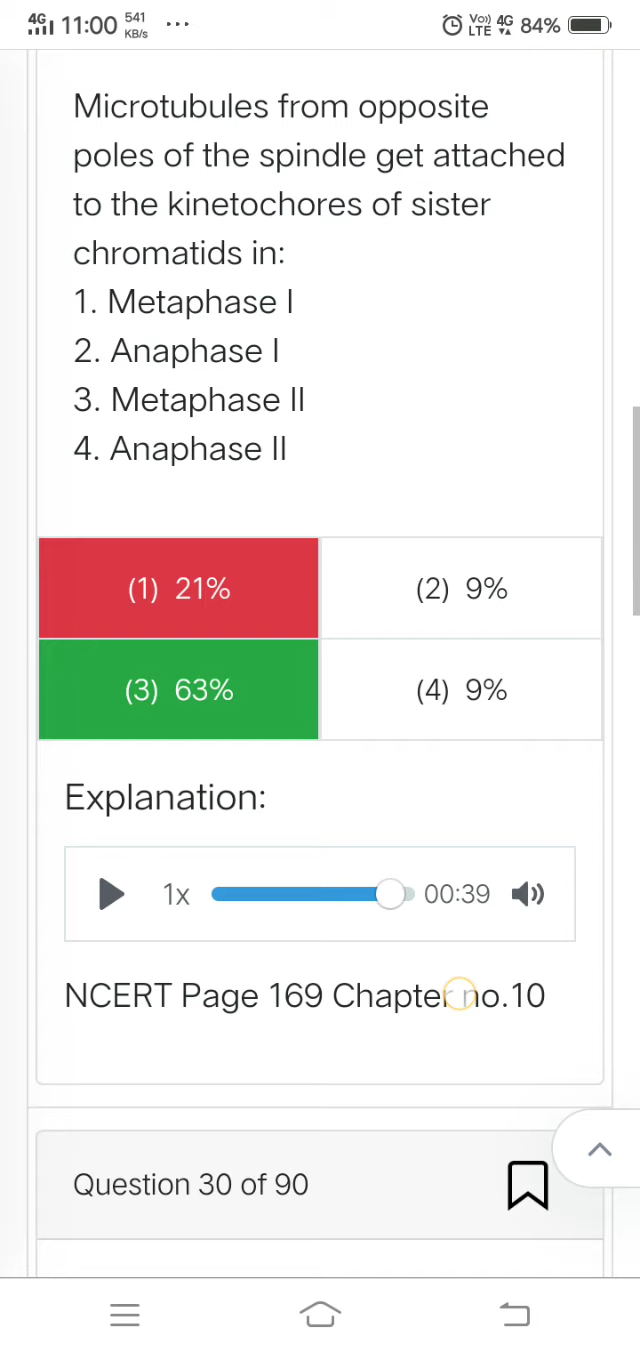 4G 11:00 541 KB/s ... Vo)) LTE 4G 84%
Microtubules from opposite
poles of the spindle get attached
to the kinetochores of sister
chromatids in:
1. Metaphase I
2. Anaphase I
3. Metaphase II
4. Anaphase II
(1) 21% (2) 9%
(3) 63% (4) 9%
Explanation:
1x 00:39
NCERT Page 169 Chapter no.10
Question 30 of 90